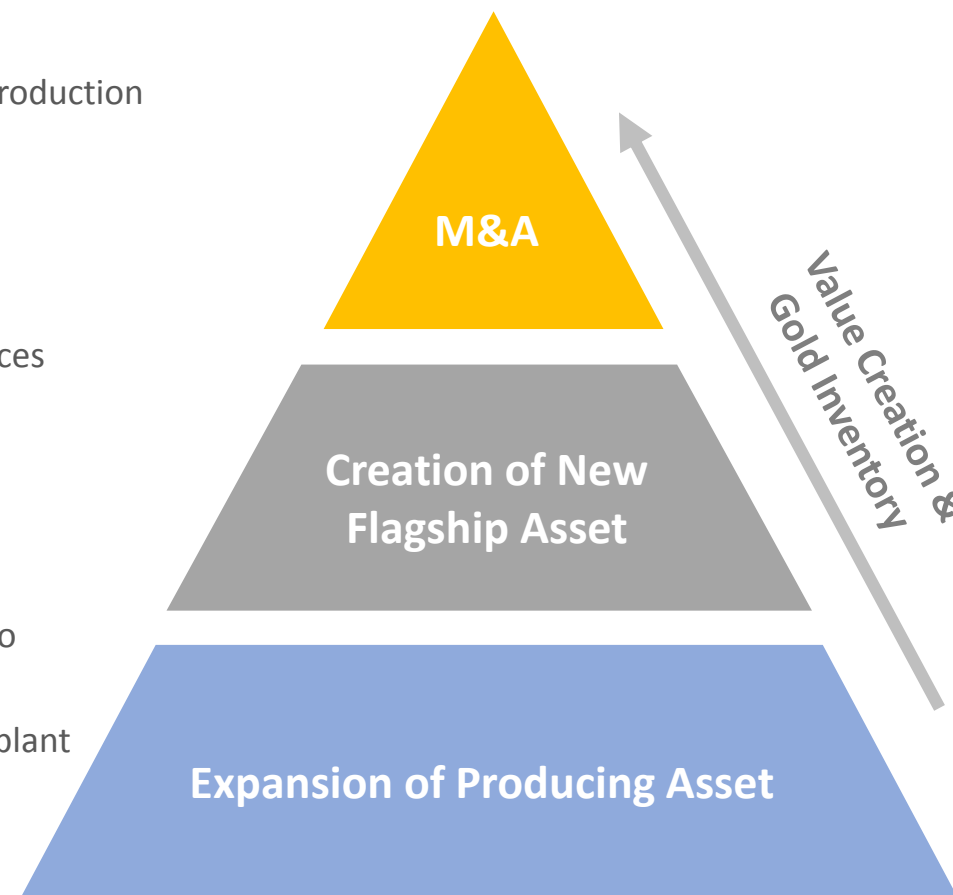 roduction
M&A
Value Creation &
Gold Inventory
ces
Creation of New
Flagship Asset
o
plant
Expansion of Producing Asset